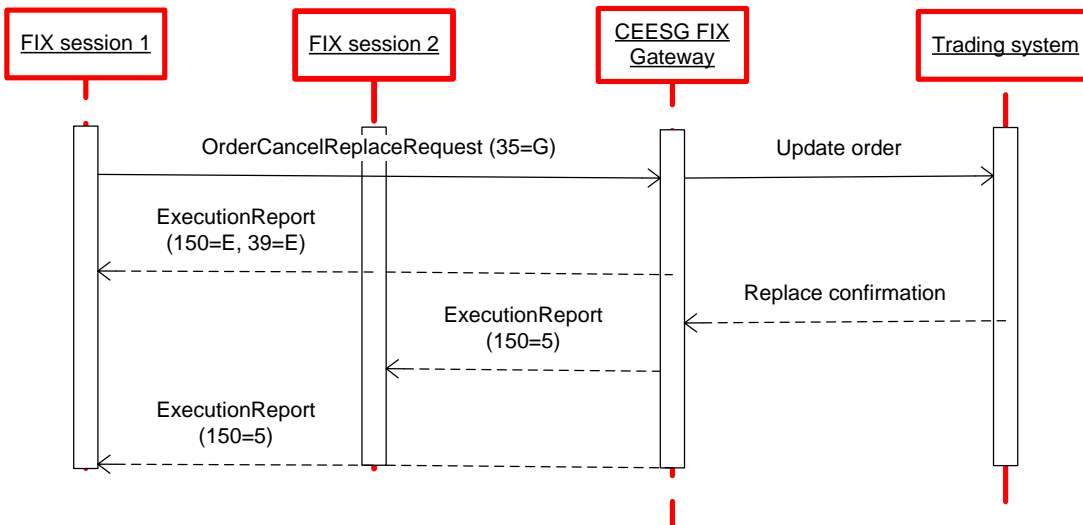 FIX session 1
FIX session 2
CEESG FIX
Gateway
Trading system
OrderCancelReplaceRequest (35=G)
Update order
ExecutionReport
(150=E, 39=E)
Replace confirmation
ExecutionReport
(150=5)
ExecutionReport
(150=5)